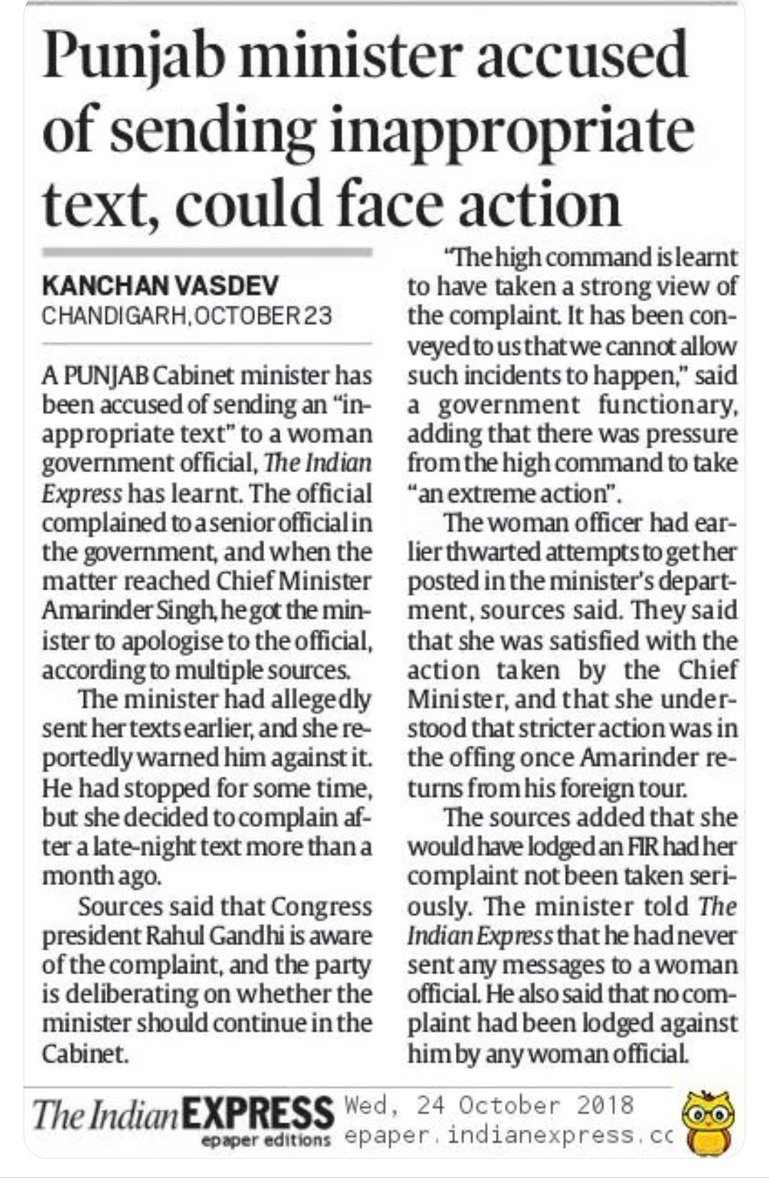 Punjab minister accused
of sending inappropriate
text, could face action
KANCHAN VASDEV
CHANDIGARH, OCTOBER 23
A PUNJAB Cabinet minister has
been accused of sending an “in-
appropriate text” to a woman
government official, The Indian
Express has learnt. The official
complained to a senior official in
the government, and when the
matter reached Chief Minister
Amarinder Singh, he got the min-
ister to apologise to the official,
according to multiple sources.
The minister had allegedly
sent her texts earlier, and she re-
portedly warned him against it.
He had stopped for some time,
but she decided to complain af-
ter a late-night text more than a
month ago.
Sources said that Congress
president Rahul Gandhi is aware
of the complaint, and the party
is deliberating on whether the
minister should continue in the
Cabinet.
“The high command is learnt
to have taken a strong view of
the complaint. It has been con-
veyed to us that we cannot allow
such incidents to happen,” said
a government functionary,
adding that there was pressure
from the high command to take
“an extreme action”.
The woman officer had ear-
lier thwarted attempts to get her
posted in the minister’s depart-
ment, sources said. They said
that she was satisfied with the
action taken by the Chief
Minister, and that she under-
stood that stricter action was in
the offing once Amarinder re-
turns from his foreign tour.
The sources added that she
would have lodged an FIR had her
complaint not been taken seri-
ously. The minister told The
Indian Express that he had never
sent any messages to a woman
official. He also said that no com-
plaint had been lodged against
him by any woman official.
The Indian EXPRESS
epaper editions
Wed, 24 October 2018
epaper.indianexpress.cc